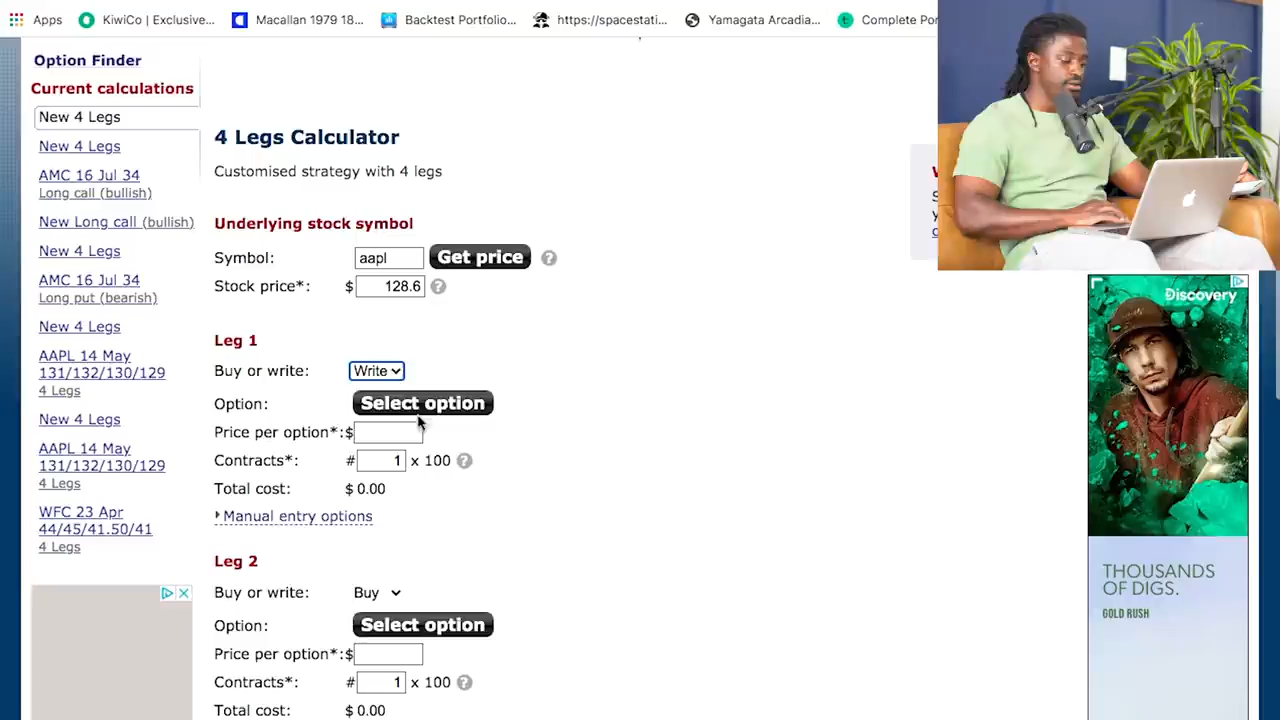 Apps
KiwiCo | Exclusive...
Macallan 1979 18...
Backtest Portfolio...
https://spacestati...
Yamagata Arcadia...
Complete Por
Option Finder
Current calculations
New 4 Legs
New 4 Legs
AMC 16 Jul 34
Long call (bullish)
New Long call (bullish)
New 4 Legs
AMC 16 Jul 34
Long put (bearish)
New 4 Legs
AAPL 14 May
131/132/130/129
4 Legs
New 4 Legs
AAPL 14 May
131/132/130/129
4 Legs
WFC 23 Apr
44/45/41.50/41
4 Legs
4 Legs Calculator
Customised strategy with 4 legs
Underlying stock symbol
Symbol: aapl Get price ?
Stock price*: $ 128.6 ?
Leg 1
Buy or write: Write
Option: Select option
Price per option*:$
Contracts*: # 1 x 100 ?
Total cost: $ 0.00
Manual entry options
Leg 2
Buy or write: Buy
Option: Select option
Price per option*:$
Contracts*: # 1 x 100 ?
Total cost: $ 0.00
Discovery
THOUSANDS
OF DIGS.
GOLD RUSH